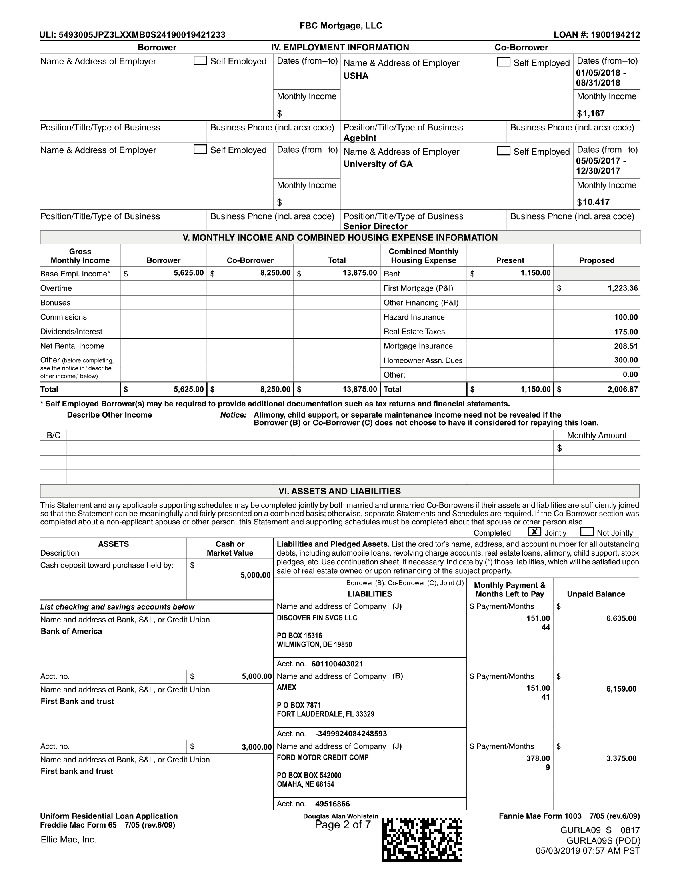 FBC Mortgage, LLC
ULI: 5493005JPZ3LXXMB0S24190019421233 LOAN #: 1900194212
Borrower IV. EMPLOYMENT INFORMATION Co-Borrower
Name & Address of Employer Self Employed Dates (from–to) Name & Address of Employer Self Employed Dates (from–to)
USHA 01/05/2018 -
08/31/2018
Monthly Income Monthly Income
$ $1,167
Position/Title/Type of Business Business Phone (incl. area code) Position/Title/Type of Business Business Phone (incl. area code)
Agebint
Name & Address of Employer Self Employed Dates (from–to) Name & Address of Employer Self Employed Dates (from–to)
University of GA 05/05/2017 -
12/30/2017
Monthly Income Monthly Income
$ $10,417
Position/Title/Type of Business Business Phone (incl. area code) Position/Title/Type of Business Business Phone (incl. area code)
Senior Director
V. MONTHLY INCOME AND COMBINED HOUSING EXPENSE INFORMATION
Gross Monthly Income Borrower Co-Borrower Total Combined Monthly Housing Expense Present Proposed
Base Empl. Income* $ 5,625.00 $ 8,250.00 $ 13,875.00 Rent $ 1,150.00
Overtime First Mortgage (P&I) $ 1,223.36
Bonuses Other Financing (P&I)
Commissions Hazard Insurance 100.00
Dividends/Interest Real Estate Taxes 175.00
Net Rental Income Mortgage Insurance 208.51
Other (before completing, Homeowner Assn. Dues 300.00
see the notice in "describe
other income," below) Other: 0.00
Total $ 5,625.00 $ 8,250.00 $ 13,875.00 Total $ 1,150.00 $ 2,006.87
* Self Employed Borrower(s) may be required to provide additional documentation such as tax returns and financial statements.
Describe Other Income Notice: Alimony, child support, or separate maintenance income need not be revealed if the
Borrower (B) or Co-Borrower (C) does not choose to have it considered for repaying this loan.
B/C Monthly Amount
$
VI. ASSETS AND LIABILITIES
This Statement and any applicable supporting schedules may be completed jointly by both married and unmarried Co-Borrowers if their assets and liabilities are sufficiently joined
so that the Statement can be meaningfully and fairly presented on a combined basis; otherwise, separate Statements and Schedules are required. If the Co-Borrower section was
completed about a non-applicant spouse or other person, this Statement and supporting schedules must be completed about that spouse or other person also.
Completed X Jointly Not Jointly
ASSETS Cash or Market Value
Description
Cash deposit toward purchase held by: $
5,000.00
Liabilities and Pledged Assets. List the creditor's name, address, and account number for all outstanding
debts, including automobile loans, revolving charge accounts, real estate loans, alimony, child support, stock
pledges, etc. Use continuation sheet, if necessary. Indicate by (*) those liabilities, which will be satisfied upon
sale of real estate owned or upon refinancing of the subject property.
Borrower (B), Co-Borrower (C), Joint (J)
LIABILITIES Monthly Payment & Months Left to Pay Unpaid Balance
List checking and savings accounts below Name and address of Company (J) $ Payment/Months $
Name and address of Bank, S&L, or Credit Union DISCOVER FIN SVCS LLC 151.00 6,635.00
Bank of America 44
PO BOX 15316
WILMINGTON, DE 19850
Acct. no. 601100403021
Acct. no. $ 5,000.00 Name and address of Company (B) $ Payment/Months $
Name and address of Bank, S&L, or Credit Union AMEX 151.00 6,159.00
First Bank and trust 41
P O BOX 7871
FORT LAUDERDALE, FL 33329
Acct. no. -3499924084248593
Acct. no. $ 3,000.00 Name and address of Company (J) $ Payment/Months $
Name and address of Bank, S&L, or Credit Union FORD MOTOR CREDIT COMP 378.00 3,375.00
First bank and trust 9
PO BOX BOX 542000
OMAHA, NE 68154
Acct. no. 49516866
Uniform Residential Loan Application Douglas Alan Wohlstein Fannie Mae Form 1003 7/05 (rev.6/09)
Freddie Mac Form 65 7/05 (rev.6/09) Page 2 of 7
GURLA09_S 0817
Ellie Mae, Inc. GURLA09S (POD)
05/03/2019 07:57 AM PST